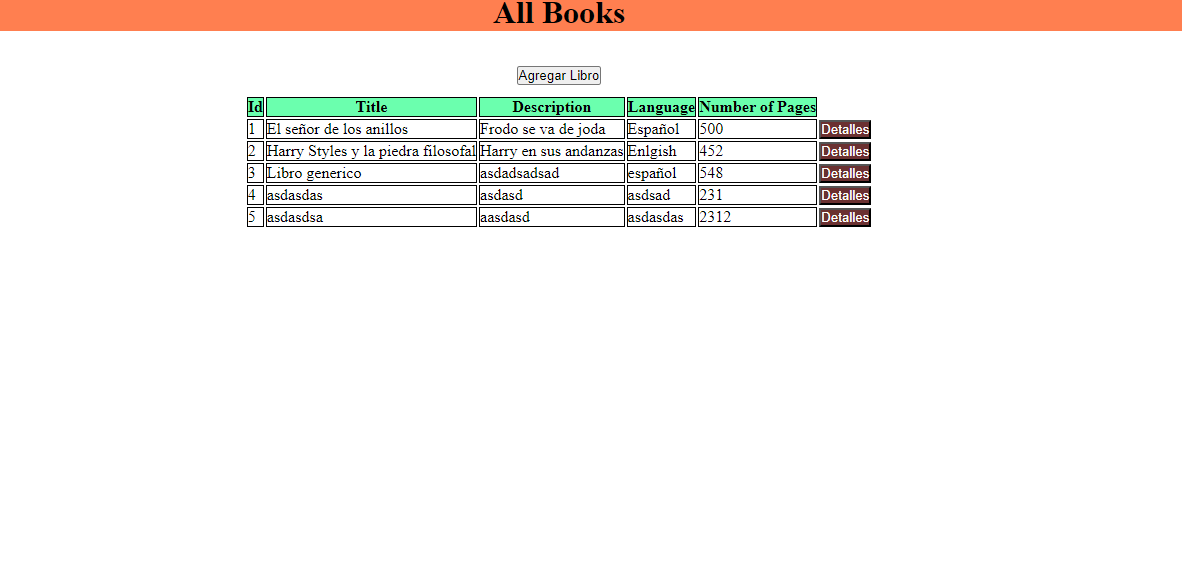 All Books
Agregar Libro
Id Title Description Language Number of Pages
1 El señor de los anillos Frodo se va de joda Español 500 Detalles
2 Harry Styles y la piedra filosofal Harry en sus andanzas Enlgish 452 Detalles
3 Libro generico asdadsadsad español 548 Detalles
4 asdasdas asdasd asdsad 231 Detalles
5 asdasdsa aasdasd asdasdas 2312 Detalles